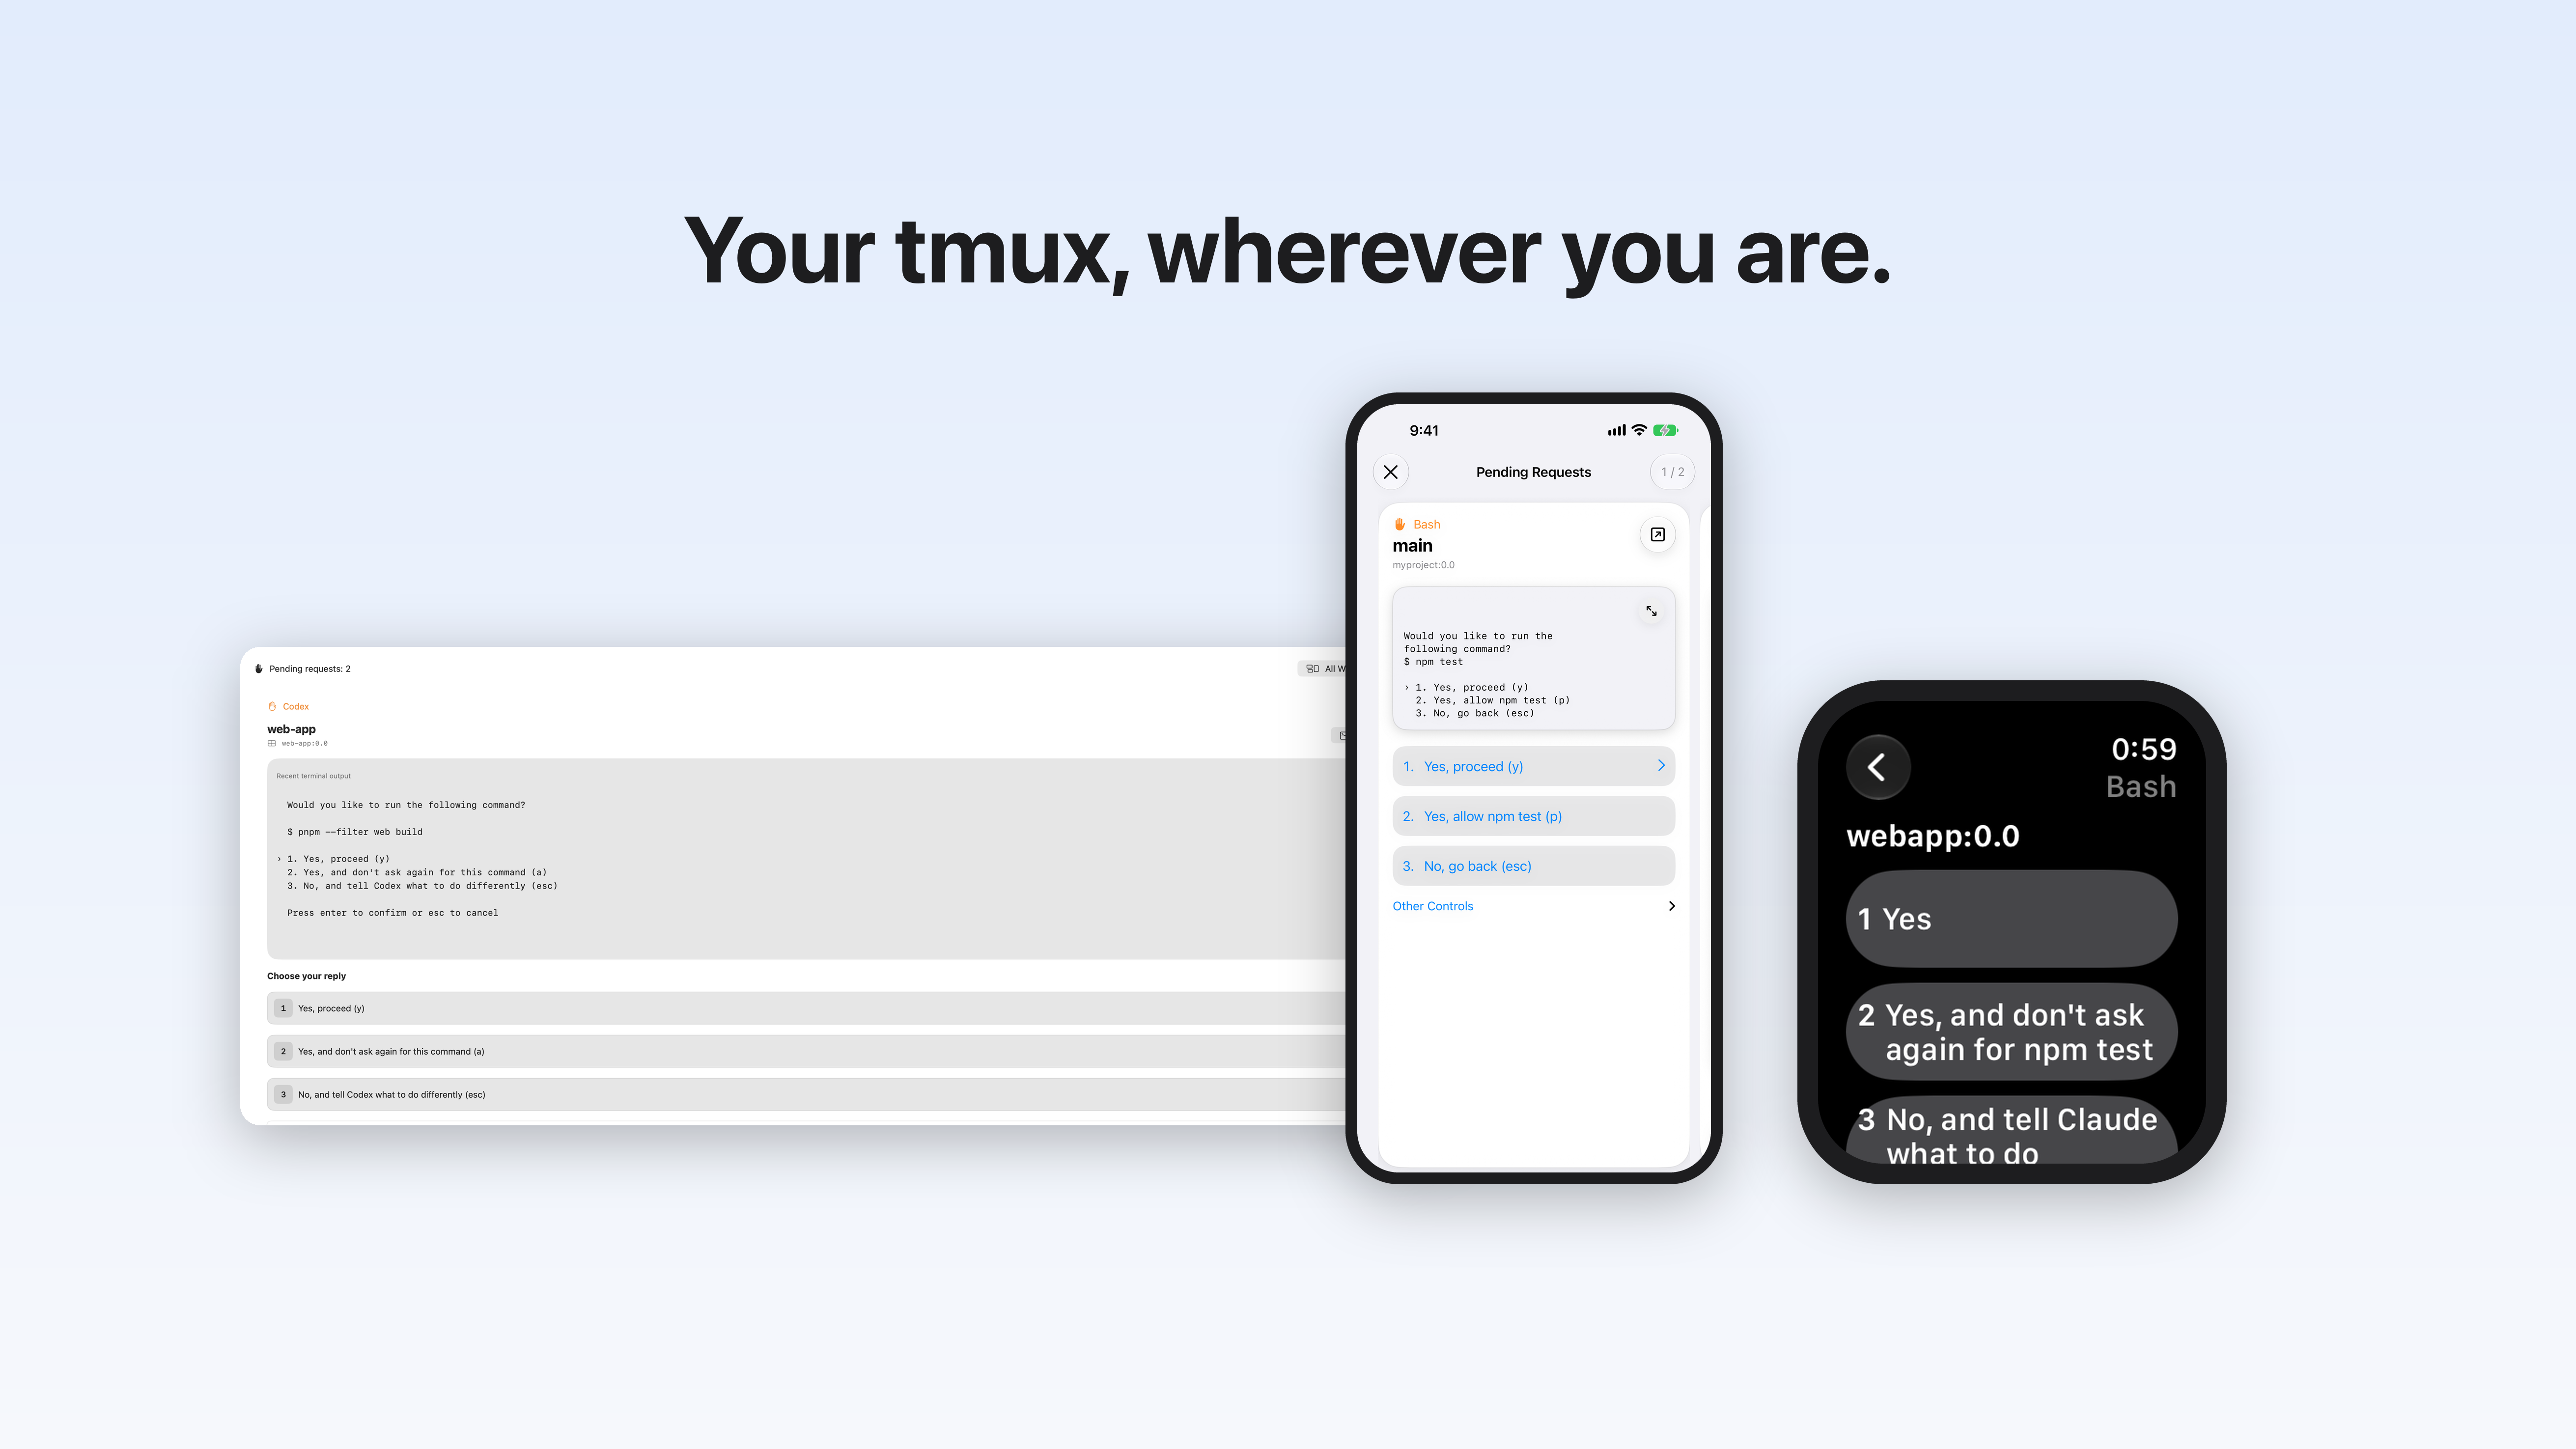 Your tmux, wherever you are.
Pending requests: 2
All W
Codex
web-app
web-app:0.0
Recent terminal output
Would you like to run the following command?
$ pnpm --filter web build
› 1. Yes, proceed (y)
2. Yes, and don't ask again for this command (a)
3. No, and tell Codex what to do differently (esc)
Press enter to confirm or esc to cancel
Choose your reply
1 Yes, proceed (y)
2 Yes, and don't ask again for this command (a)
3 No, and tell Codex what to do differently (esc)
9:41
Pending Requests
1 / 2
Bash
main
myproject:0.0
Would you like to run the
following command?
$ npm test
› 1. Yes, proceed (y)
2. Yes, allow npm test (p)
3. No, go back (esc)
1. Yes, proceed (y)
2. Yes, allow npm test (p)
3. No, go back (esc)
Other Controls
0:59
Bash
webapp:0.0
1 Yes
2 Yes, and don't ask
again for npm test
3 No, and tell Claude
what to do